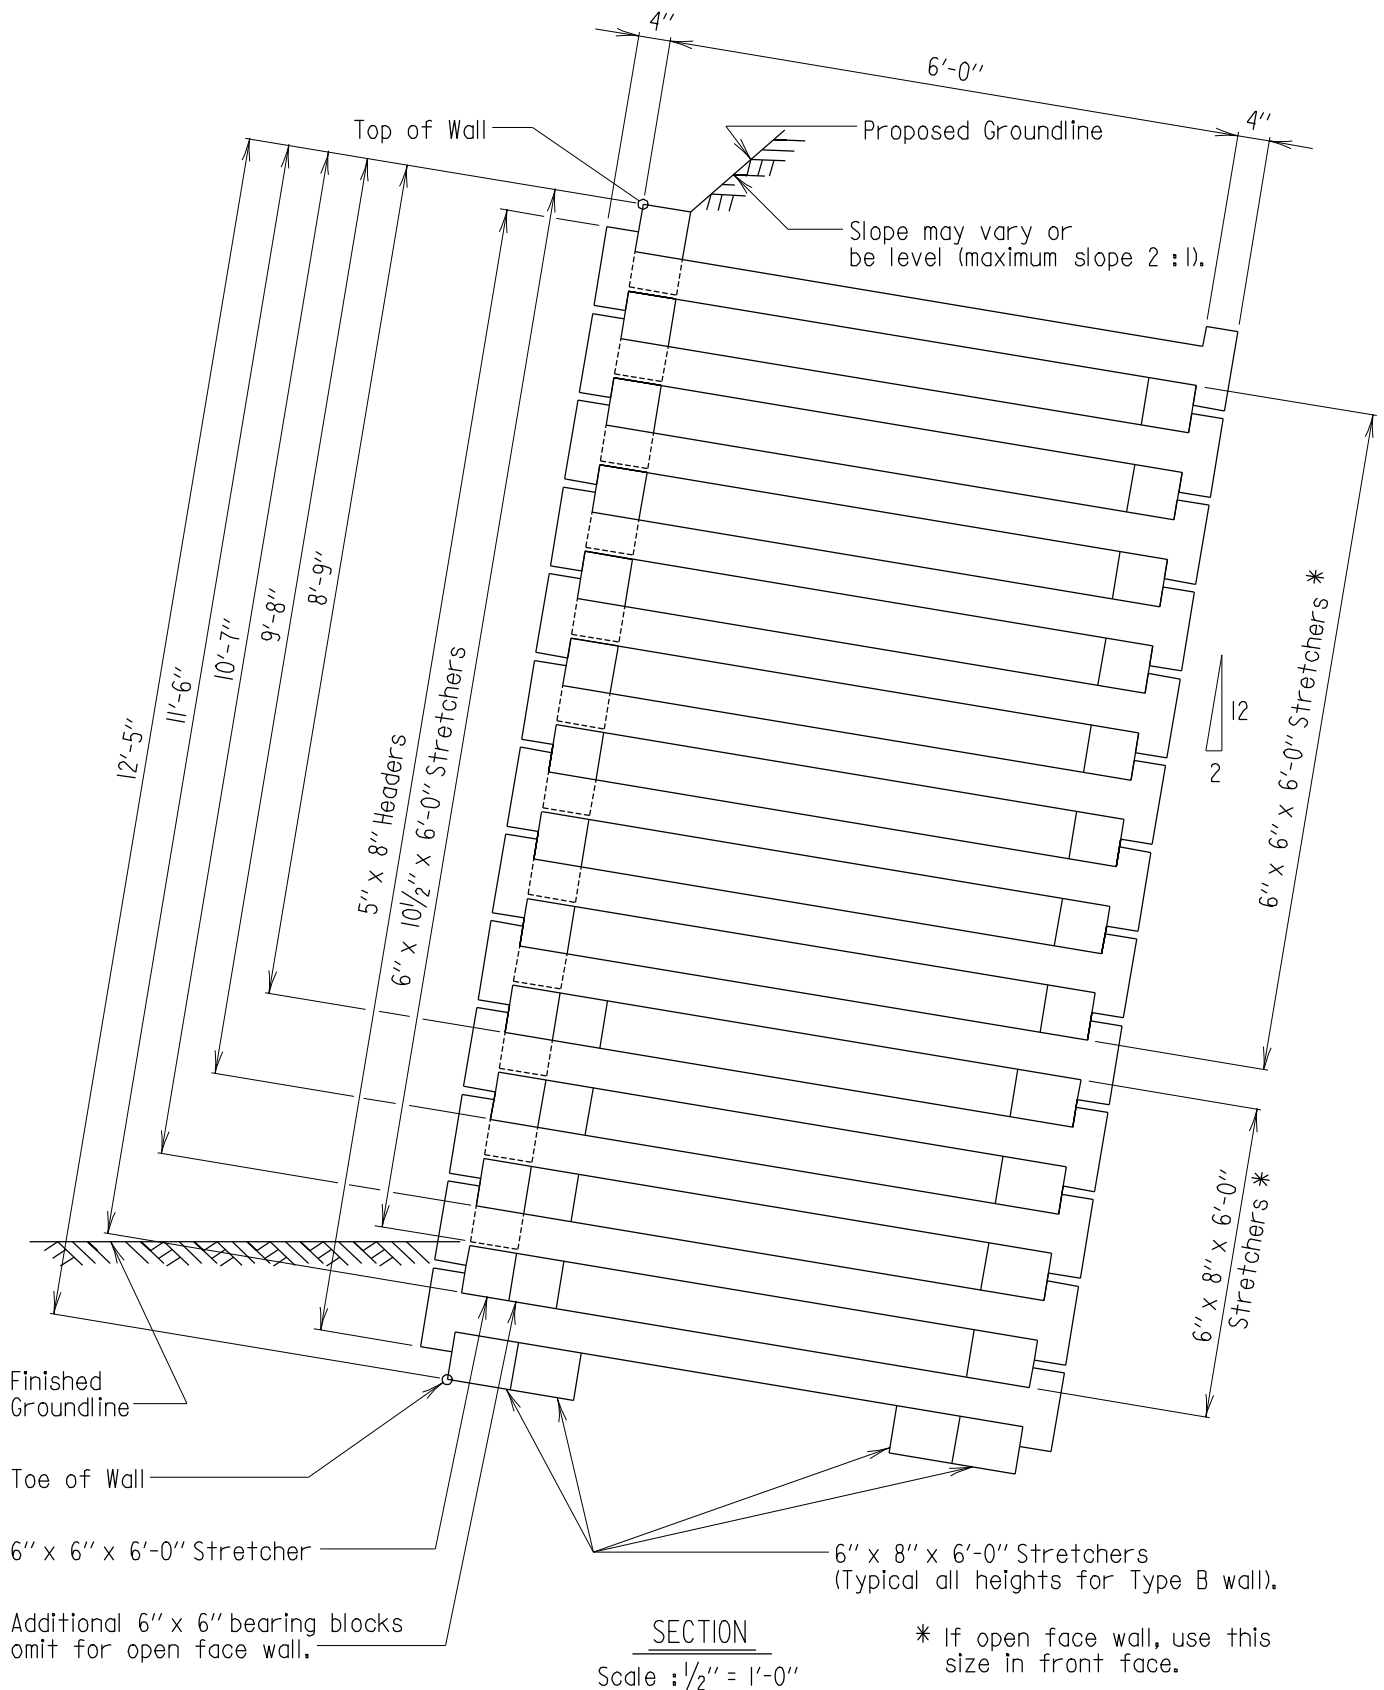 4"
6'-0"
4"
Top of Wall
Proposed Groundline
Slope may vary or
be level (maximum slope 2 : 1).
12'-5"
11'-6"
10'-7"
9'-8"
8'-9"
5" x 8" Headers
6" x 10 1/2" x 6'-0" Stretchers
6" x 6" x 6'-0" Stretchers *
12
2
6" x 8" x 6'-0"
Stretchers *
Finished
Groundline
Toe of Wall
6" x 6" x 6'-0" Stretcher
Additional 6" x 6" bearing blocks
omit for open face wall.
6" x 8" x 6'-0" Stretchers
(Typical all heights for Type B wall).
* If open face wall, use this
size in front face.
SECTION
Scale : 1/2" = 1'-0"